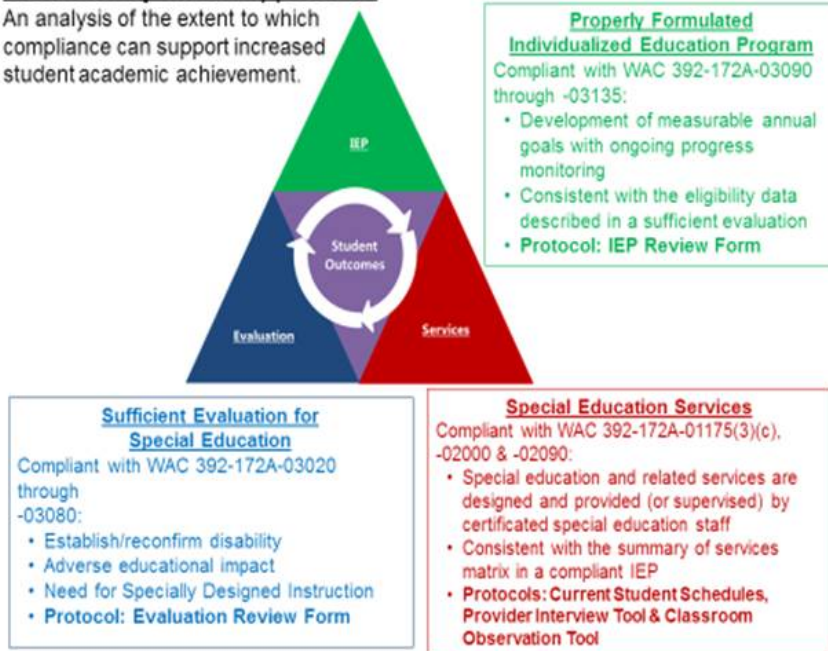 An analysis of the extent to which
compliance can support increased
student academic achievement.
Properly Formulated
Individualized Education Program
Compliant with WAC 392-172A-03090
through -03135:
• Development of measurable annual
goals with ongoing progress
monitoring
• Consistent with the eligibility data
described in a sufficient evaluation
• Protocol: IEP Review Form
IEP
Student
Outcomes
Evaluation
Services
Sufficient Evaluation for
Special Education
Compliant with WAC 392-172A-03020
through
-03080:
• Establish/reconfirm disability
• Adverse educational impact
• Need for Specially Designed Instruction
• Protocol: Evaluation Review Form
Special Education Services
Compliant with WAC 392-172A-01175(3)(c),
-02000 & -02090:
• Special education and related services are
designed and provided (or supervised) by
certificated special education staff
• Consistent with the summary of services
matrix in a compliant IEP
• Protocols: Current Student Schedules,
Provider Interview Tool & Classroom
Observation Tool